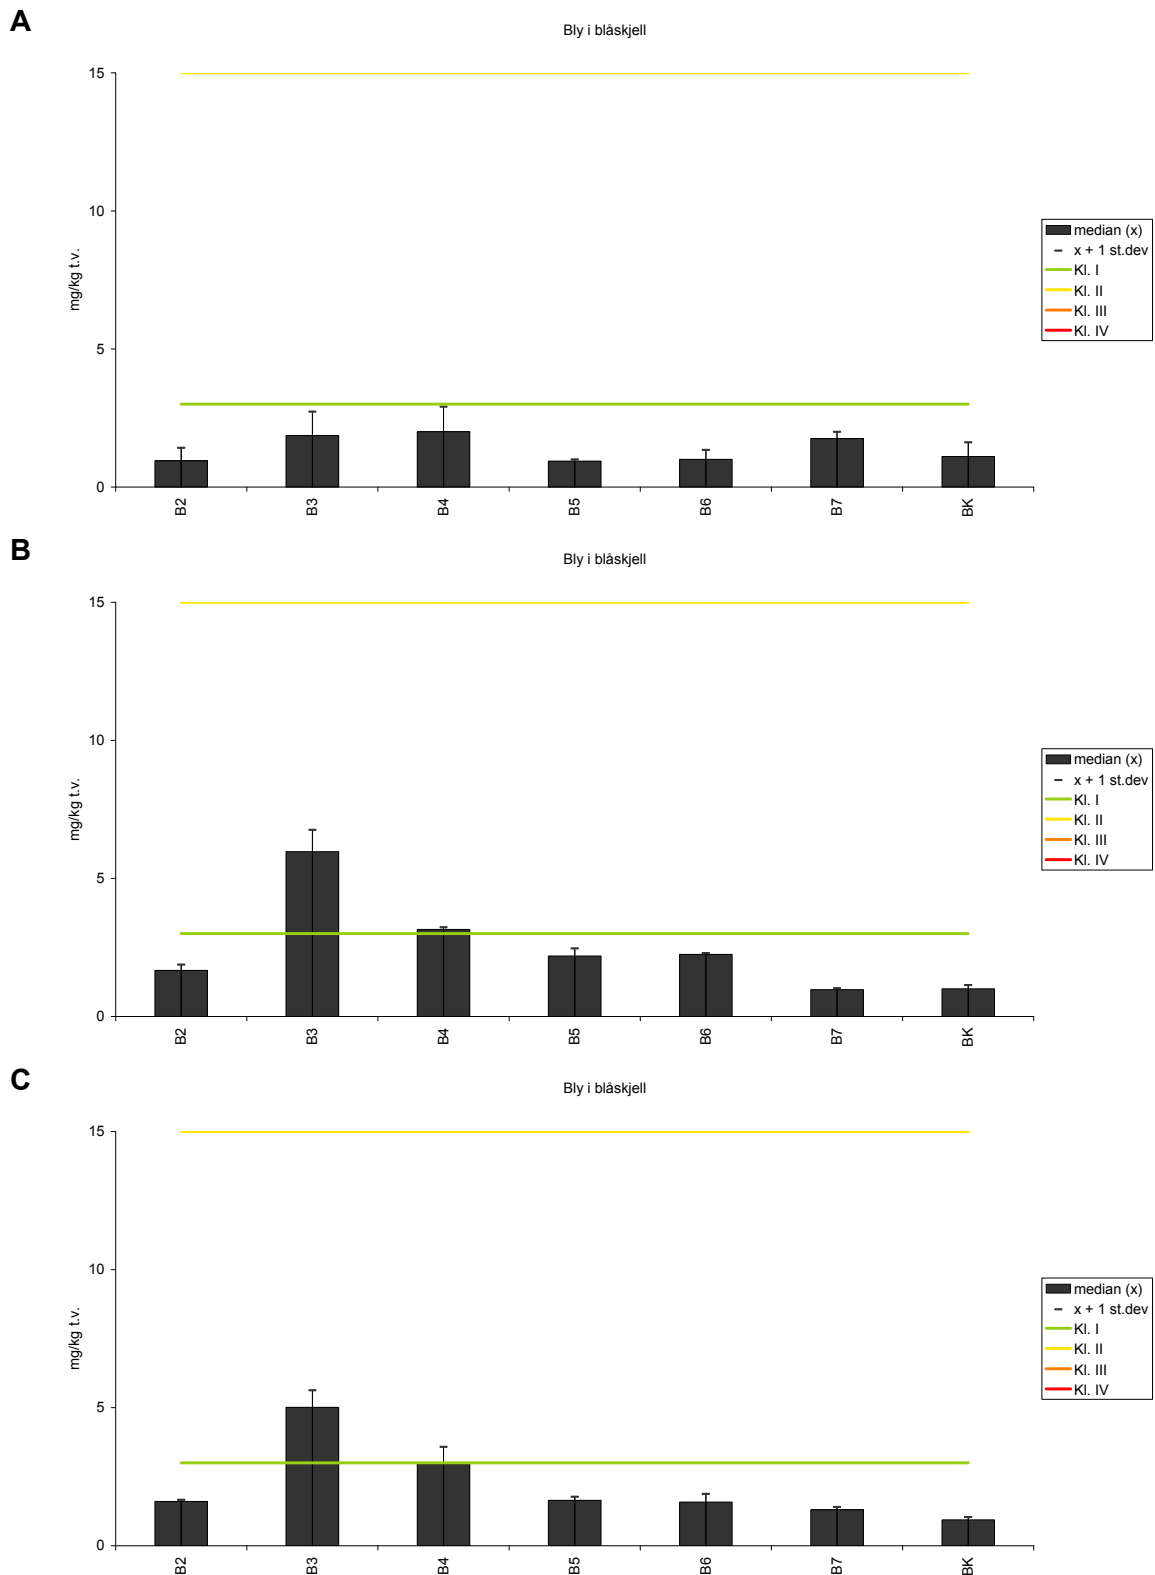 A
Bly i blåskjell
15
10
5
0
mg/kg t.v.
B2 B3 B4 B5 B6 B7 BK
median (x)
x + 1 st.dev
Kl. I
Kl. II
Kl. III
Kl. IV
B
Bly i blåskjell
15
10
5
0
mg/kg t.v.
B2 B3 B4 B5 B6 B7 BK
median (x)
x + 1 st.dev
Kl. I
Kl. II
Kl. III
Kl. IV
C
Bly i blåskjell
15
10
5
0
mg/kg t.v.
B2 B3 B4 B5 B6 B7 BK
median (x)
x + 1 st.dev
Kl. I
Kl. II
Kl. III
Kl. IV